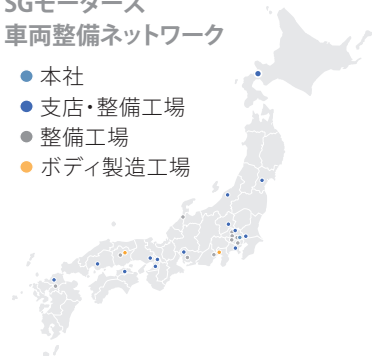 SGモーターズ
車両整備ネットワーク
本社
支店・整備工場
整備工場
ボディ製造工場